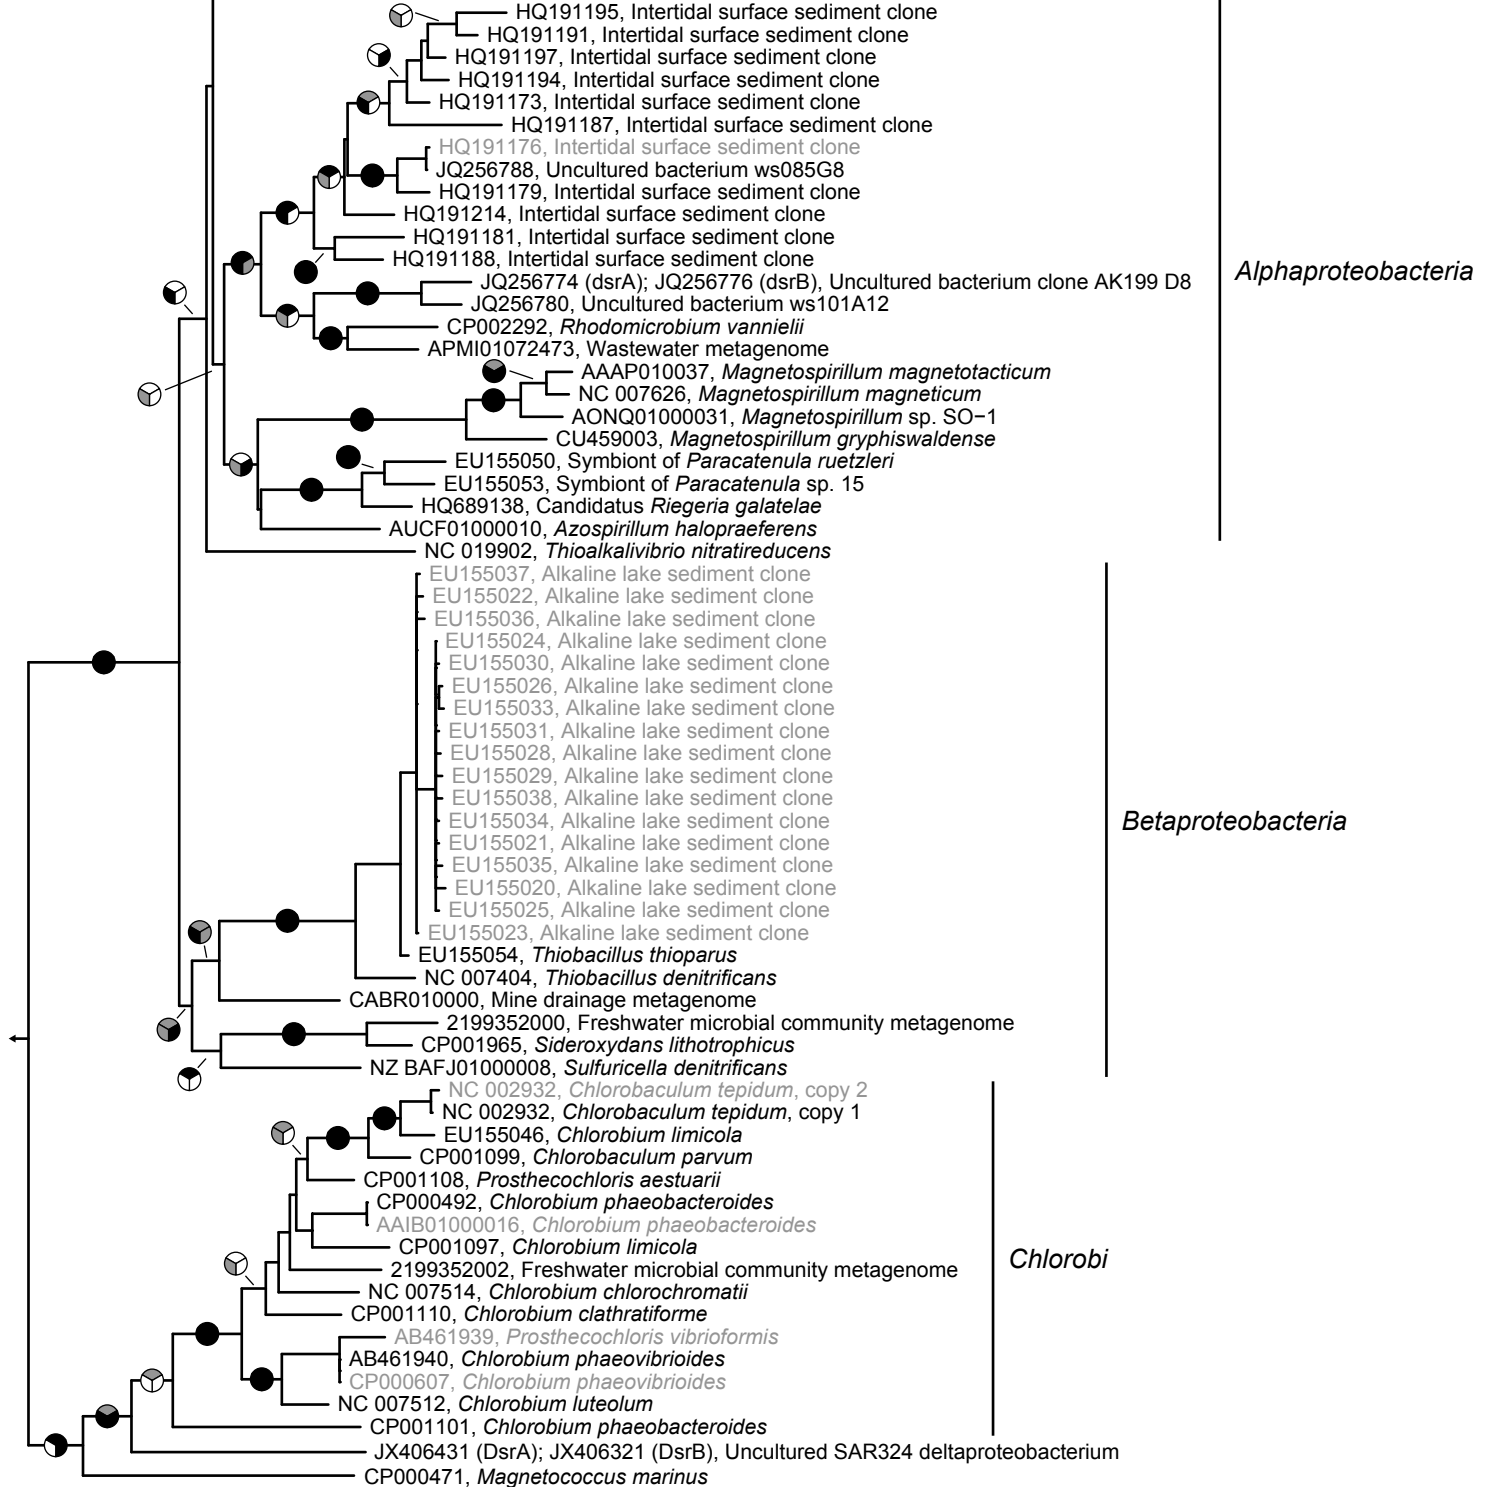 HQ191195, Intertidal surface sediment clone
HQ191191, Intertidal surface sediment clone
HQ191197, Intertidal surface sediment clone
HQ191194, Intertidal surface sediment clone
HQ191173, Intertidal surface sediment clone
HQ191187, Intertidal surface sediment clone
HQ191176, Intertidal surface sediment clone
JQ256788, Uncultured bacterium ws085G8
HQ191179, Intertidal surface sediment clone
HQ191214, Intertidal surface sediment clone
HQ191181, Intertidal surface sediment clone
HQ191188, Intertidal surface sediment clone
Alphaproteobacteria
JQ256774 (dsrA); JQ256776 (dsrB), Uncultured bacterium clone AK199 D8
JQ256780, Uncultured bacterium ws101A12
CP002292, Rhodomicrobium vannielii
APMI01072473, Wastewater metagenome
AAAP010037, Magnetospirillum magnetotacticum
NC 007626, Magnetospirillum magneticum
AONQ01000031, Magnetospirillum sp. SO−1
CU459003, Magnetospirillum gryphiswaldense
EU155050, Symbiont of Paracatenula ruetzleri
EU155053, Symbiont of Paracatenula sp. 15
HQ689138, Candidatus Riegeria galatelae
AUCF01000010, Azospirillum halopraeferens
NC 019902, Thioalkalivibrio nitratireducens
EU155037, Alkaline lake sediment clone
EU155022, Alkaline lake sediment clone
EU155036, Alkaline lake sediment clone
EU155024, Alkaline lake sediment clone
EU155030, Alkaline lake sediment clone
EU155026, Alkaline lake sediment clone
EU155033, Alkaline lake sediment clone
EU155031, Alkaline lake sediment clone
EU155028, Alkaline lake sediment clone
EU155029, Alkaline lake sediment clone
EU155038, Alkaline lake sediment clone
EU155034, Alkaline lake sediment clone
Betaproteobacteria
EU155021, Alkaline lake sediment clone
EU155035, Alkaline lake sediment clone
EU155020, Alkaline lake sediment clone
EU155025, Alkaline lake sediment clone
EU155023, Alkaline lake sediment clone
EU155054, Thiobacillus thioparus
NC 007404, Thiobacillus denitrificans
CABR010000, Mine drainage metagenome
2199352000, Freshwater microbial community metagenome
CP001965, Sideroxydans lithotrophicus
NZ BAFJ01000008, Sulfuricella denitrificans
NC 002932, Chlorobaculum tepidum, copy 2
NC 002932, Chlorobaculum tepidum, copy 1
EU155046, Chlorobium limicola
CP001099, Chlorobaculum parvum
CP001108, Prosthecochloris aestuarii
CP000492, Chlorobium phaeobacteroides
AAIB01000016, Chlorobium phaeobacteroides
CP001097, Chlorobium limicola
Chlorobi
2199352002, Freshwater microbial community metagenome
NC 007514, Chlorobium chlorochromatii
CP001110, Chlorobium clathratiforme
AB461939, Prosthecochloris vibrioformis
AB461940, Chlorobium phaeovibrioides
CP000607, Chlorobium phaeovibrioides
NC 007512, Chlorobium luteolum
CP001101, Chlorobium phaeobacteroides
JX406431 (DsrA); JX406321 (DsrB), Uncultured SAR324 deltaproteobacterium
CP000471, Magnetococcus marinus